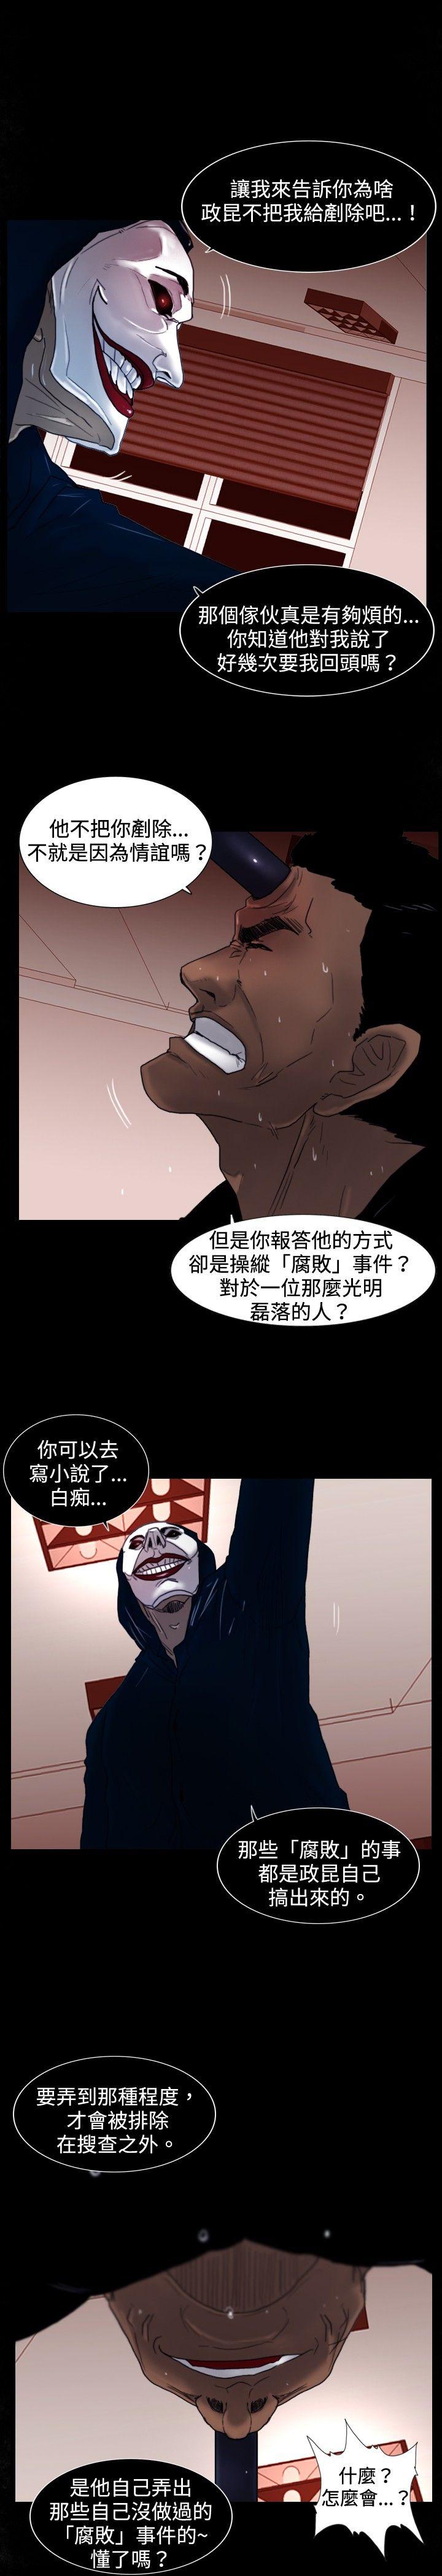 讓我來告訴你為啥
政昆不把我給剷除吧...！
那個傢伙真是有夠煩的...
你知道他對我說了
好幾次要我回頭嗎？
他不把你剷除...
不就是因為情誼嗎？
但是你報答他的方式
卻是操縱「腐敗」事件？
對於一位那麼光明
磊落的人？
你可以去
寫小說了...
白痴...
那些「腐敗」的事
都是政昆自己
搞出來的。
要弄到那種程度，
才會被排除
在搜查之外。
什麼？
怎麼會...？
是他自己弄出
那些自己沒做過的
「腐敗」事件的~
懂了嗎？